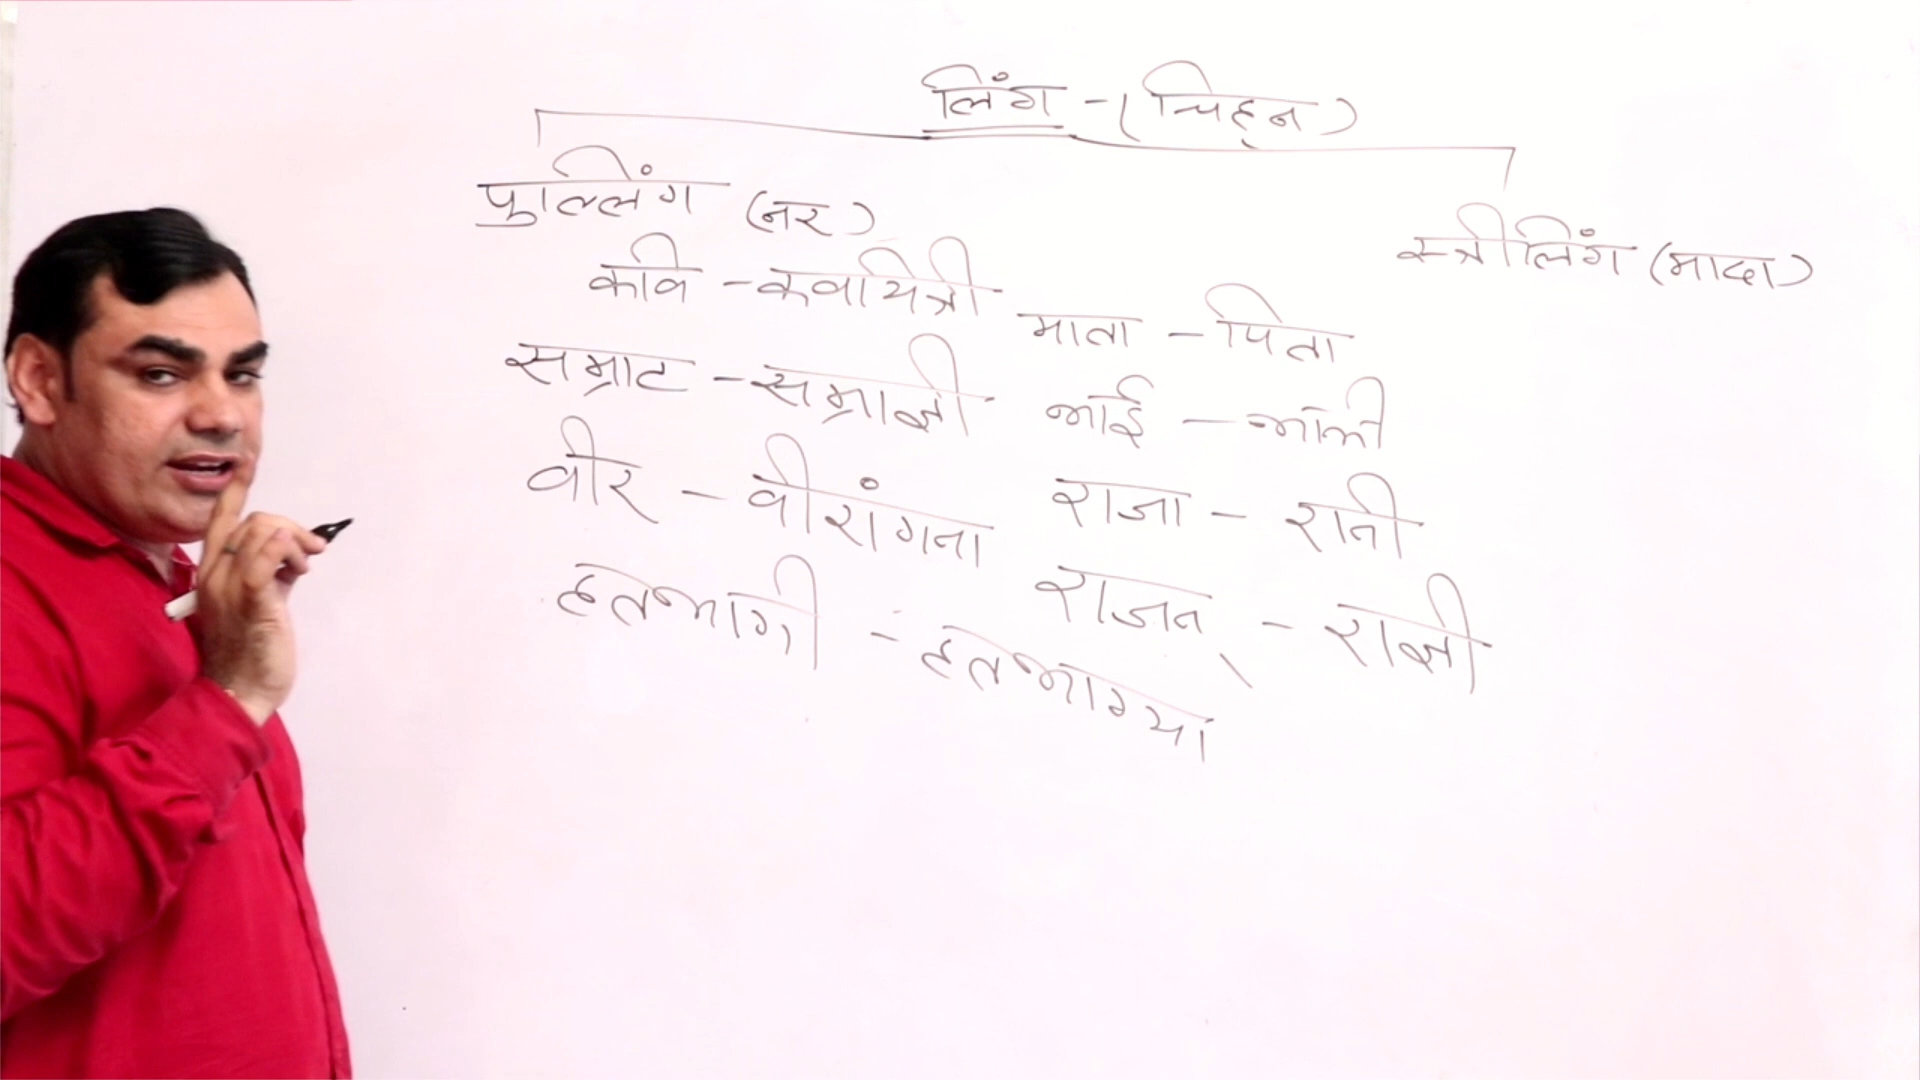 लिंग - (चिह्न)
पुल्लिंग (नर)
स्त्रीलिंग (मादा)
कवि - कवयित्री
माता - पिता
सम्राट - सम्राज्ञी
भाई - भाभी
वीर - वीरांगना
राजा - रानी
हतभागी - हतभाग्या
राजन् - राज्ञी